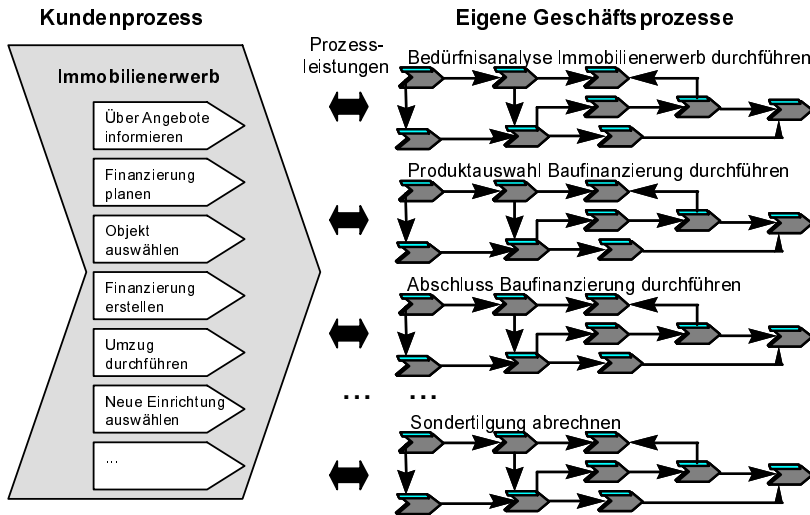 Kundenprozess
Immobilienerwerb
Über Angebote
informieren
Finanzierung
planen
Objekt
auswählen
Finanzierung
erstellen
Umzug
durchführen
Neue Einrichtung
auswählen
...
Prozess-
leistungen
... ...
Eigene Geschäftsprozesse
Bedürfnisanalyse Immobilienerwerb durchführen
Produktauswahl Baufinanzierung durchführen
Abschluss Baufinanzierung durchführen
Sondertilgung abrechnen